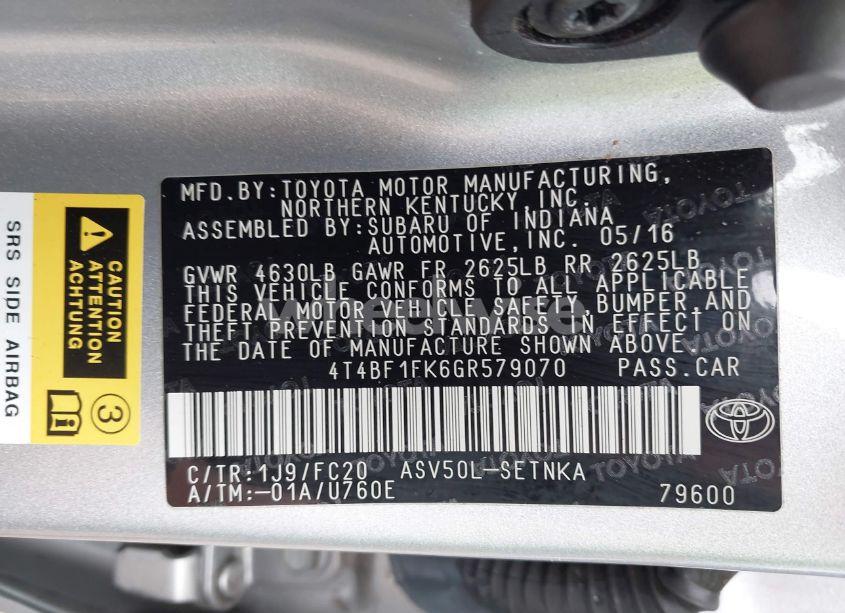 MFD.BY:TOYOTA MOTOR MANUFACTURING,
NORTHERN KENTUCKY, INC.
ASSEMBLED BY:SUBARU OF INDIANA
AUTOMOTIVE,INC. 05/16
GVWR 4630LB GAWR FR 2625LB RR 2625LB
THIS VEHICLE CONFORMS TO ALL APPLICABLE
FEDERAL MOTOR VEHICLE SAFETY,BUMPER,AND
THEFT PREVENTION STANDARDS IN EFFECT ON
THE DATE OF MANUFACTURE SHOWN ABOVE.
4T4BF1FK6GR579070 PASS.CAR
C/TR:1J9/FC20 ASV50L-SETNKA
A/TM:-01A/U760E 79600
SRS SIDE AIRBAG
CAUTION
ATTENTION
ACHTUNG
3